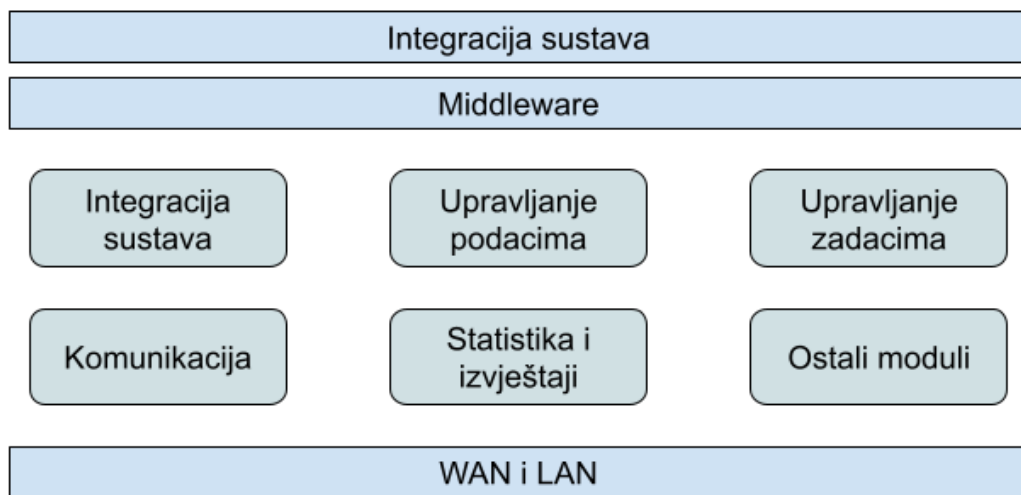 Integracija sustava
Middleware
Integracija
sustava
Upravljanje
podacima
Upravljanje
zadacima
Komunikacija
Statistika i
izvještaji
Ostali moduli
WAN i LAN